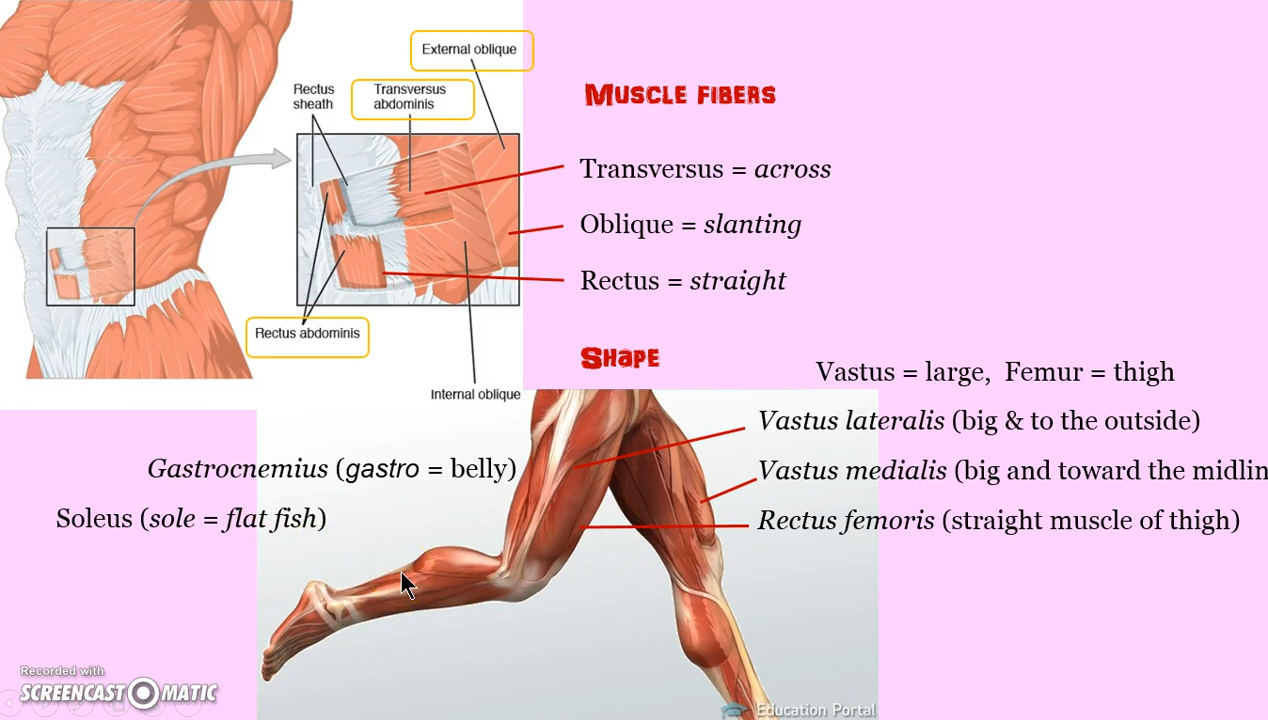 External oblique
Rectus
sheath
Transversus
abdominis
MUSCLE FIBERS
Transversus = across
Oblique = slanting
Rectus = straight
Rectus abdominis
Internal oblique
SHAPE
Vastus = large, Femur = thigh
Vastus lateralis (big & to the outside)
Vastus medialis (big and toward the midlin
Rectus femoris (straight muscle of thigh)
Gastrocnemius (gastro = belly)
Soleus (sole = flat fish)
Recorded with
SCREENCAST MATIC
Education Portal